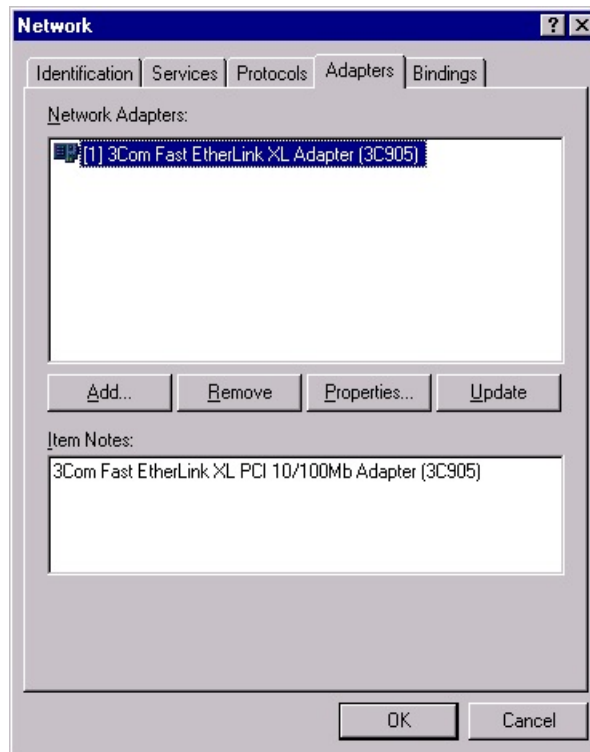 Network
Identification Services Protocols Adapters Bindings
Network Adapters:
[1] 3Com Fast EtherLink XL Adapter (3C905)
Add... Remove Properties... Update
Item Notes:
3Com Fast EtherLink XL PCI 10/100Mb Adapter (3C905)
OK Cancel